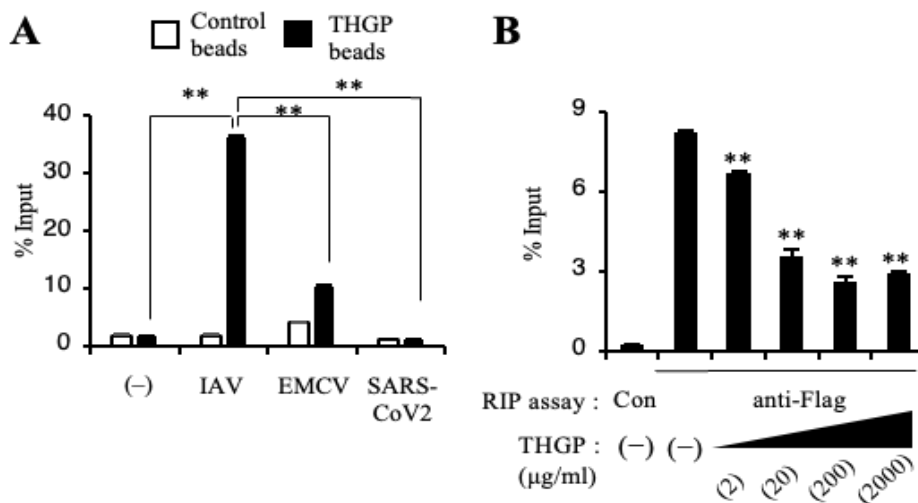 A
Control beads
THGP beads
**
**
**
% Input
40
30
20
10
0
(−)
IAV
EMCV
SARS-
CoV2
B
% Input
9
6
3
0
**
**
**
**
RIP assay : Con anti-Flag
THGP : (−) (−)
(μg/ml)
(2) (20) (200) (2000)